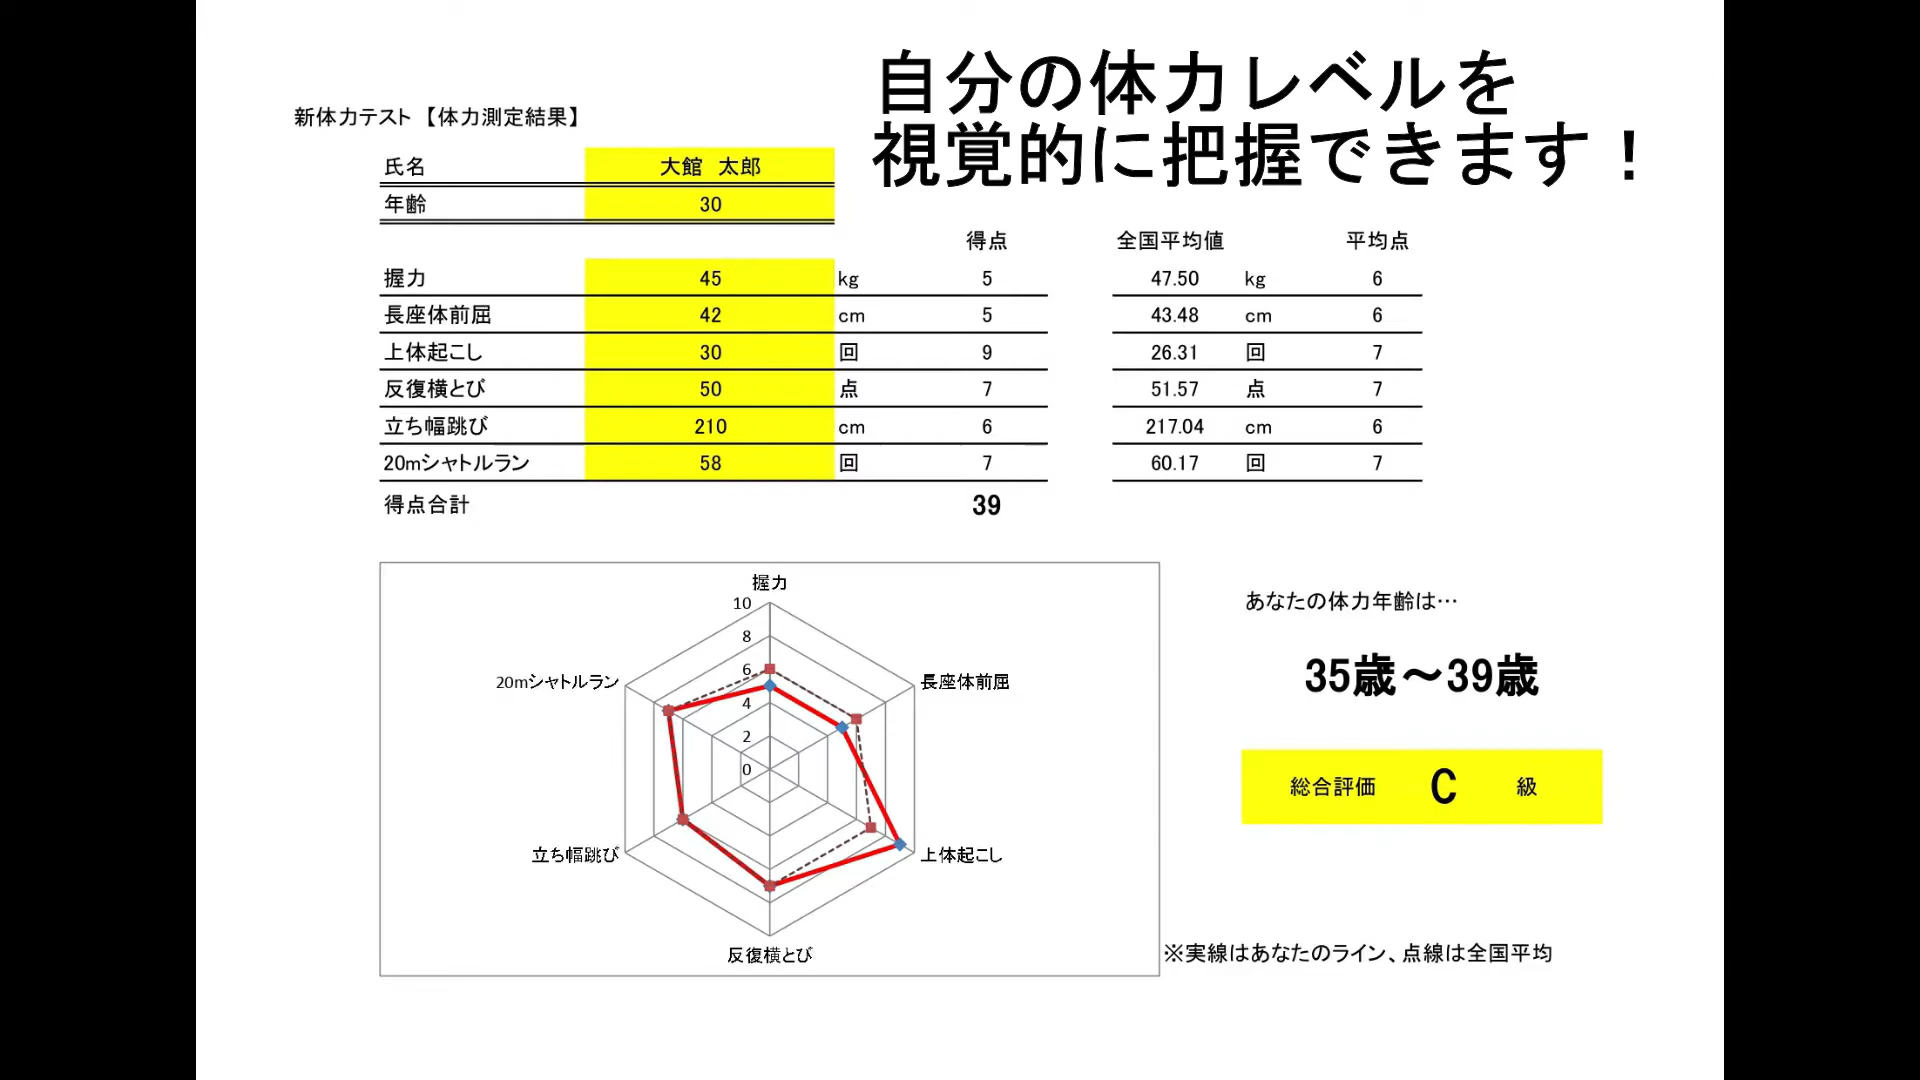 自分の体力レベルを
視覚的に把握できます！
新体力テスト【体力測定結果】
氏名 大館 太郎
年齢 30
得点 全国平均値 平均点
握力 45 kg 5 47.50 kg 6
長座体前屈 42 cm 5 43.48 cm 6
上体起こし 30 回 9 26.31 回 7
反復横とび 50 点 7 51.57 点 7
立ち幅跳び 210 cm 6 217.04 cm 6
20mシャトルラン 58 回 7 60.17 回 7
得点合計 39
握力
10
8
6
4
2
0
長座体前屈
上体起こし
反復横とび
立ち幅跳び
20mシャトルラン
あなたの体力年齢は…
35歳～39歳
総合評価 C 級
※実線はあなたのライン、点線は全国平均